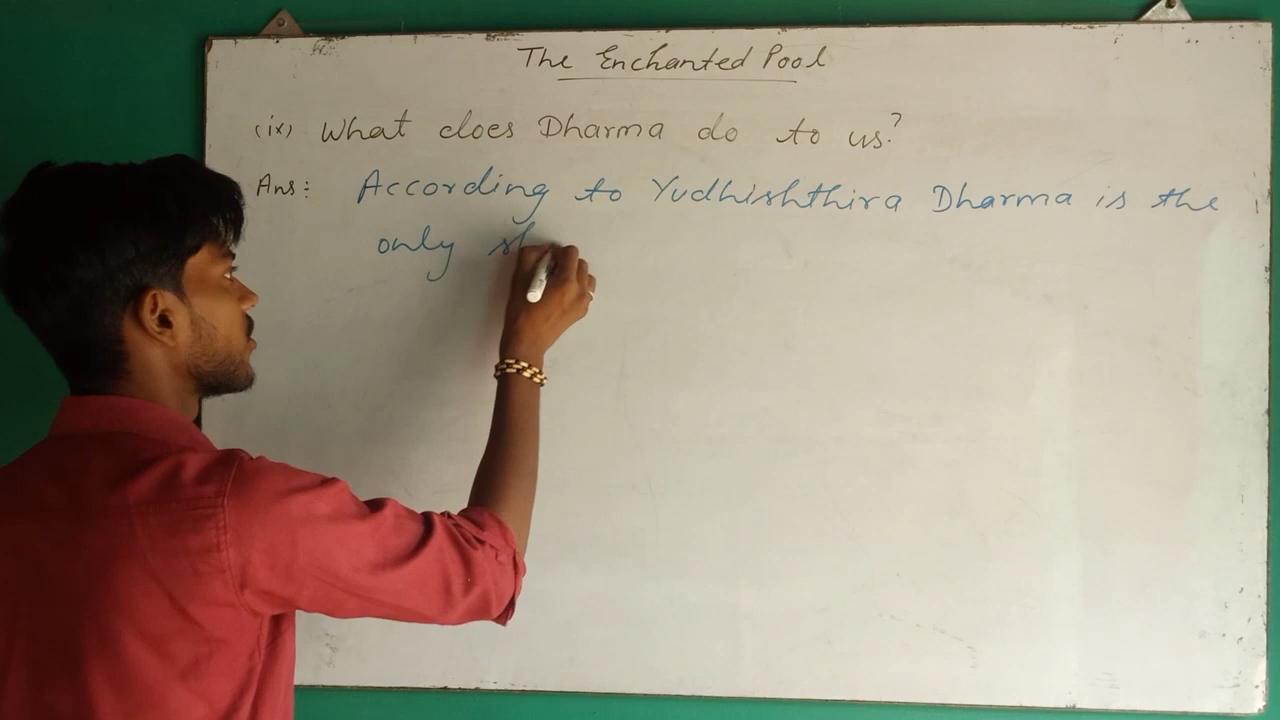 The Enchanted Pool
(ix) What does Dharma do to us?
Ans: According to Yudhishthira Dharma is the
only